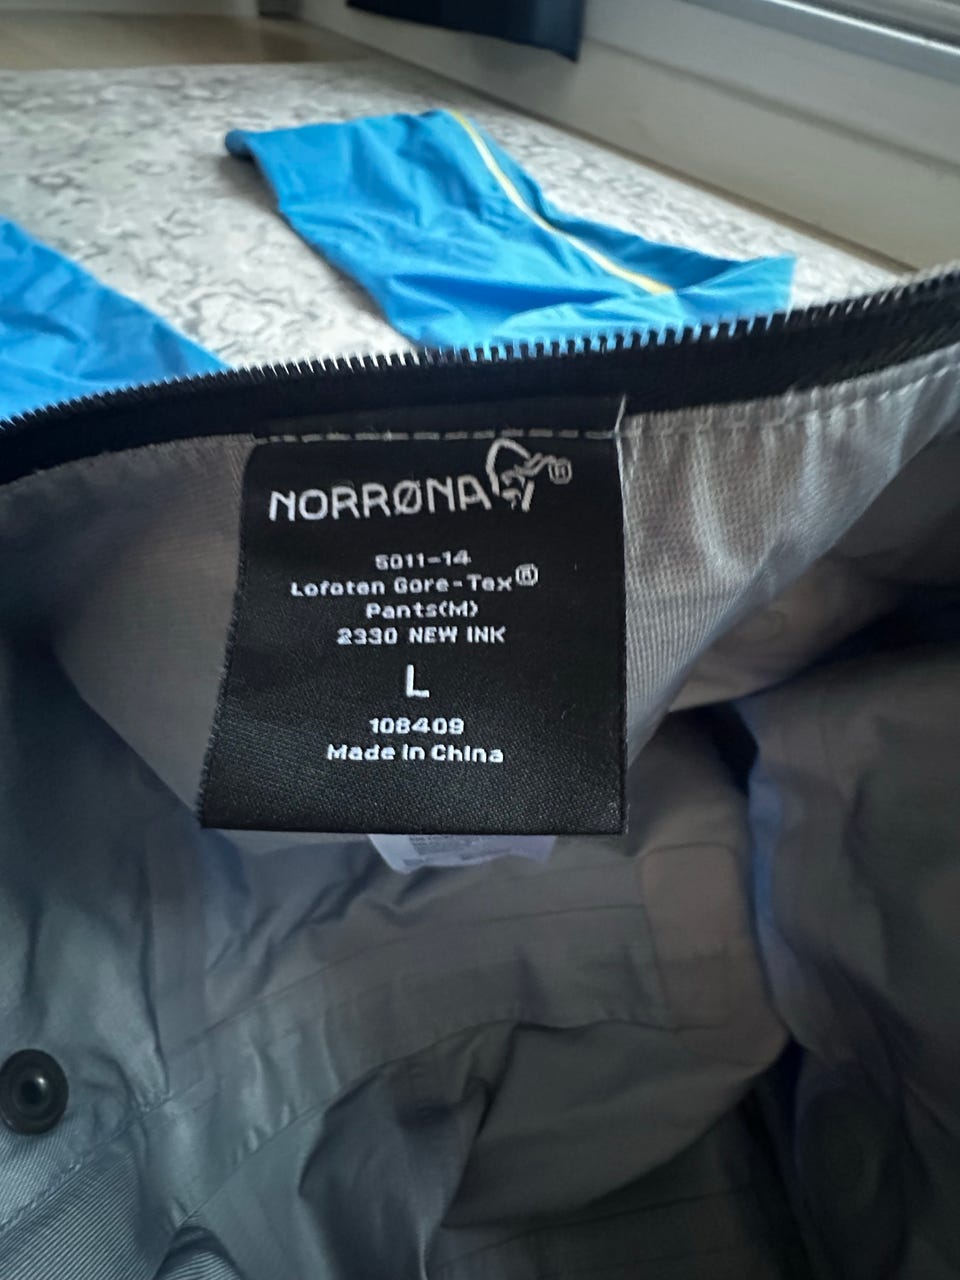 NORRØNA®
5011-14
Lofoten Gore-Tex®
Pants(M)
2330 NEW INK
L
108409
Made in China